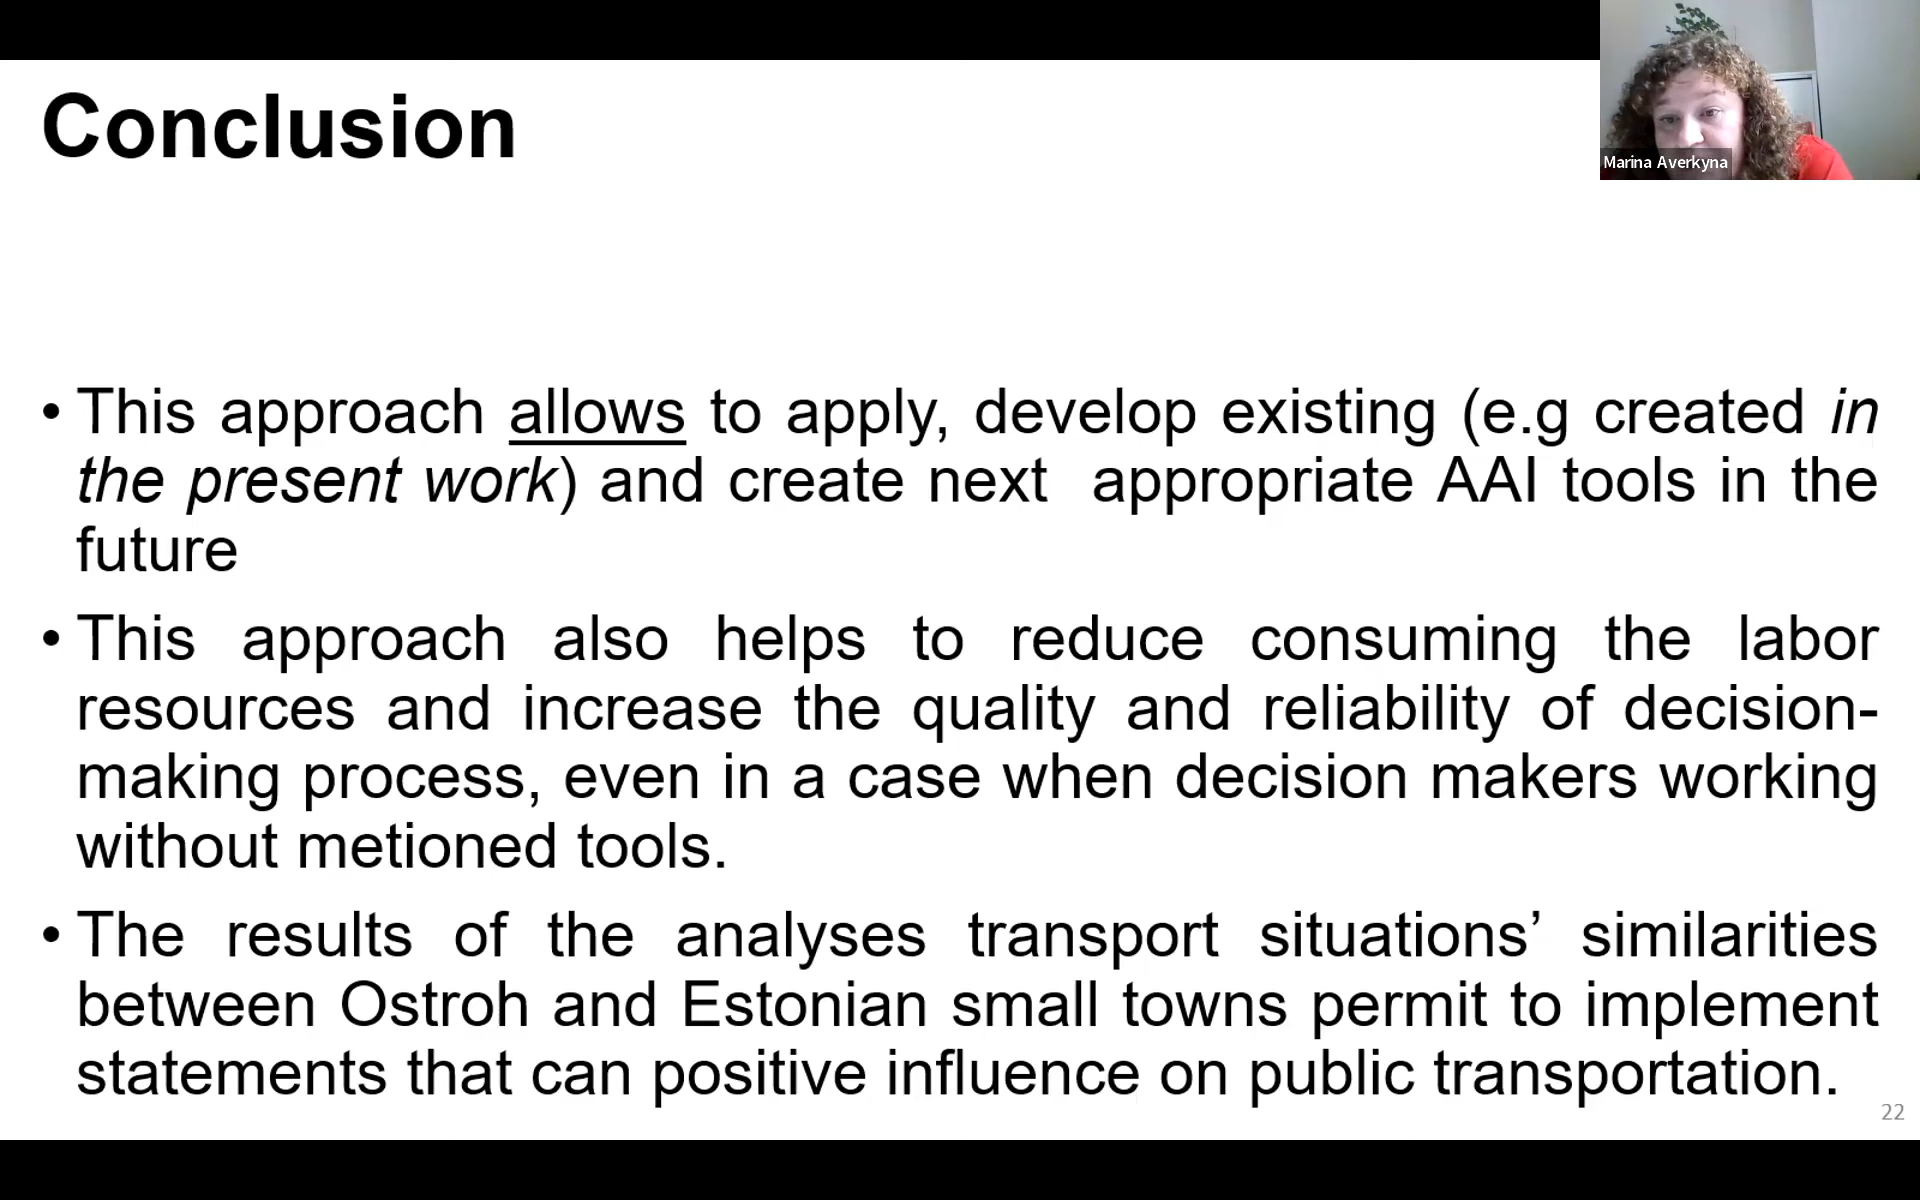 Conclusion
Marina Averkyna
• This approach allows to apply, develop existing (e.g created in
the present work) and create next appropriate AAI tools in the
future
• This approach also helps to reduce consuming the labor
resources and increase the quality and reliability of decision-
making process, even in a case when decision makers working
without metioned tools.
• The results of the analyses transport situations’ similarities
between Ostroh and Estonian small towns permit to implement
statements that can positive influence on public transportation.
22